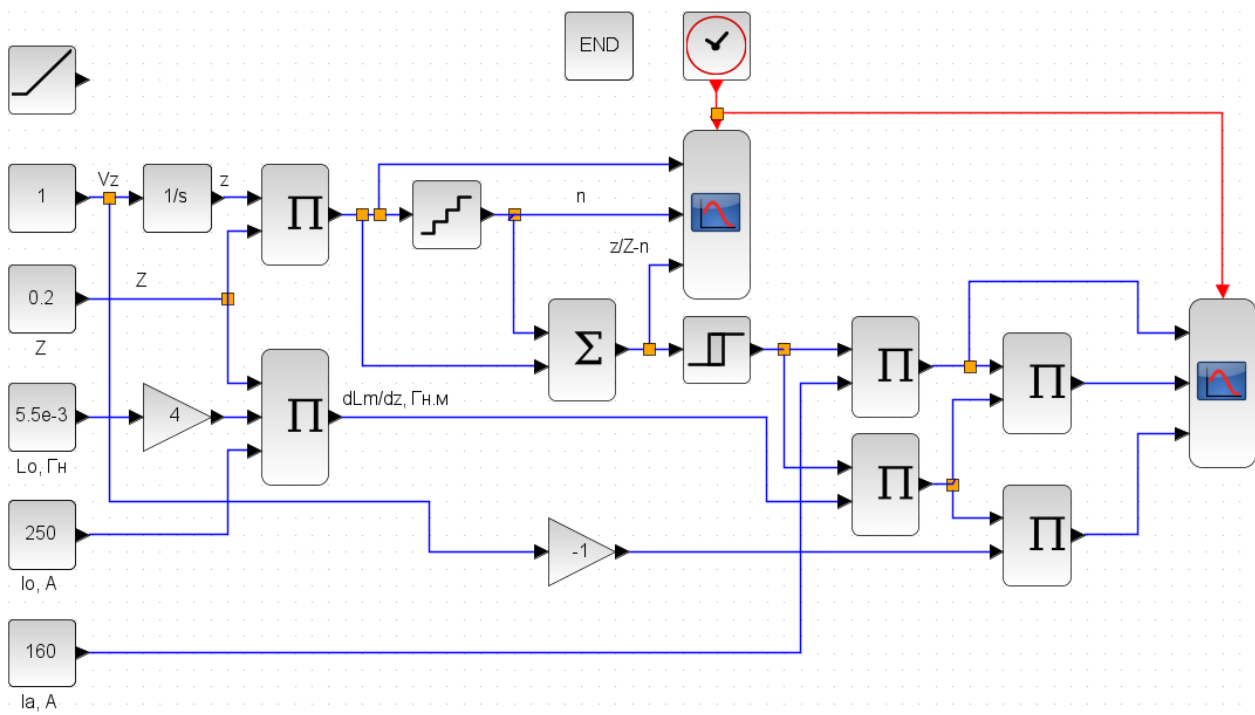 END
Vz
z
1
1/s
Π
n
z/Z-n
Z
0.2
Z
Σ
Π
Π
dLm/dz, Гн.м
5.5e-3
4
Π
Lo, Гн
Π
250
-1
Π
Io, A
160
Ia, A